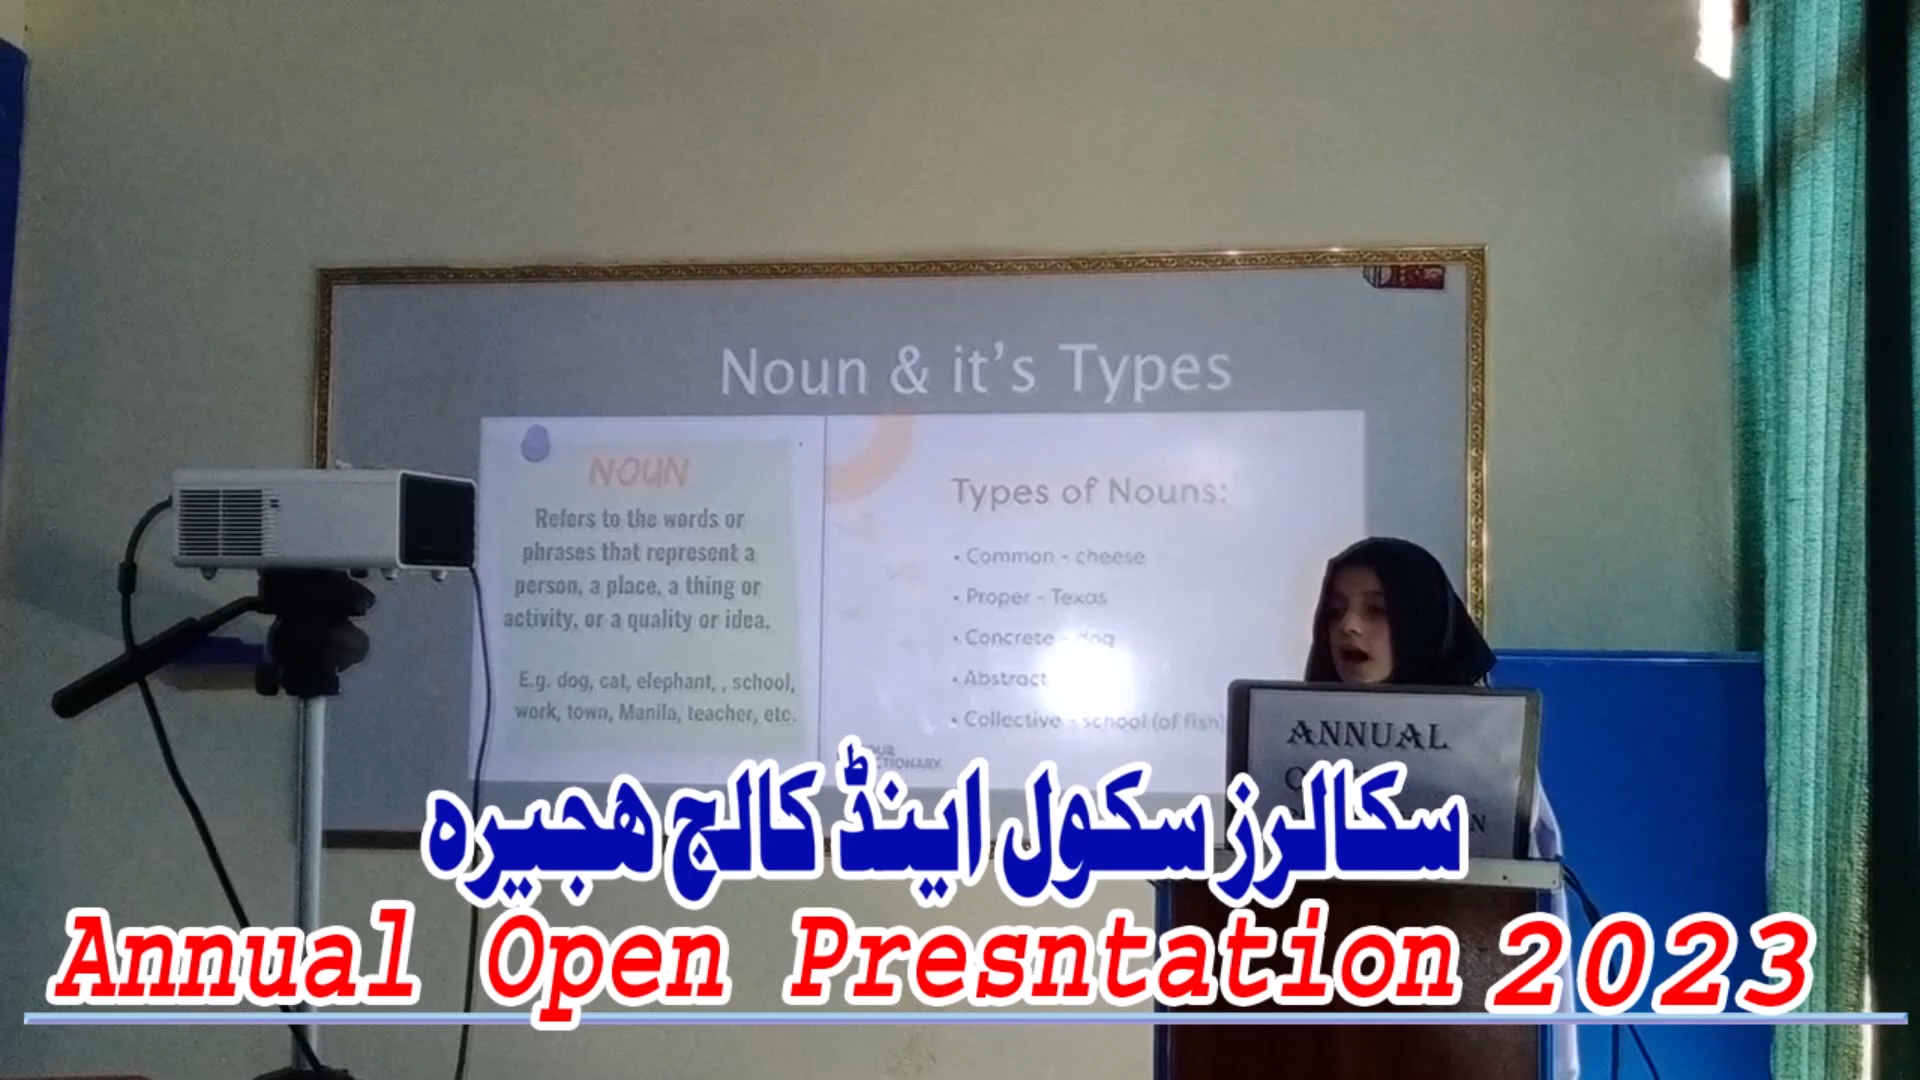 Noun & it's Types
NOUN
Refers to the words or
phrases that represent a
person, a place, a thing or
activity, or a quality or idea.
E.g. dog, cat, elephant, , school,
work, town, Manila, teacher, etc.
Types of Nouns:
• Common - cheese
• Proper - Texas
• Concrete - dog
• Abstract
• Collective - school (of fish)
ANNUAL
سکالرز سکول اینڈ کالج ھجیرہ
Annual Open Presntation 2023